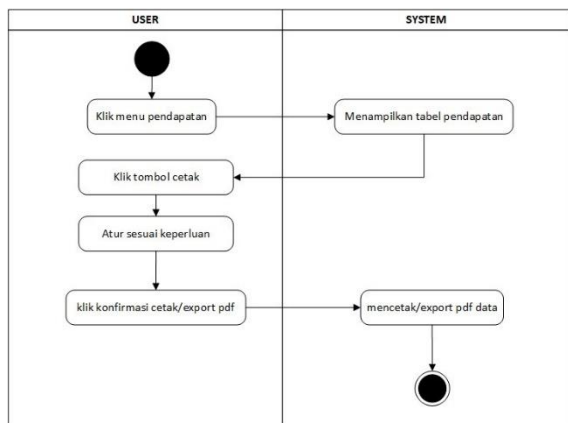 USER
SYSTEM
Klik menu pendapatan
Menampilkan tabel pendapatan
Klik tombol cetak
Atur sesuai keperluan
klik konfirmasi cetak/export pdf
mencetak/export pdf data